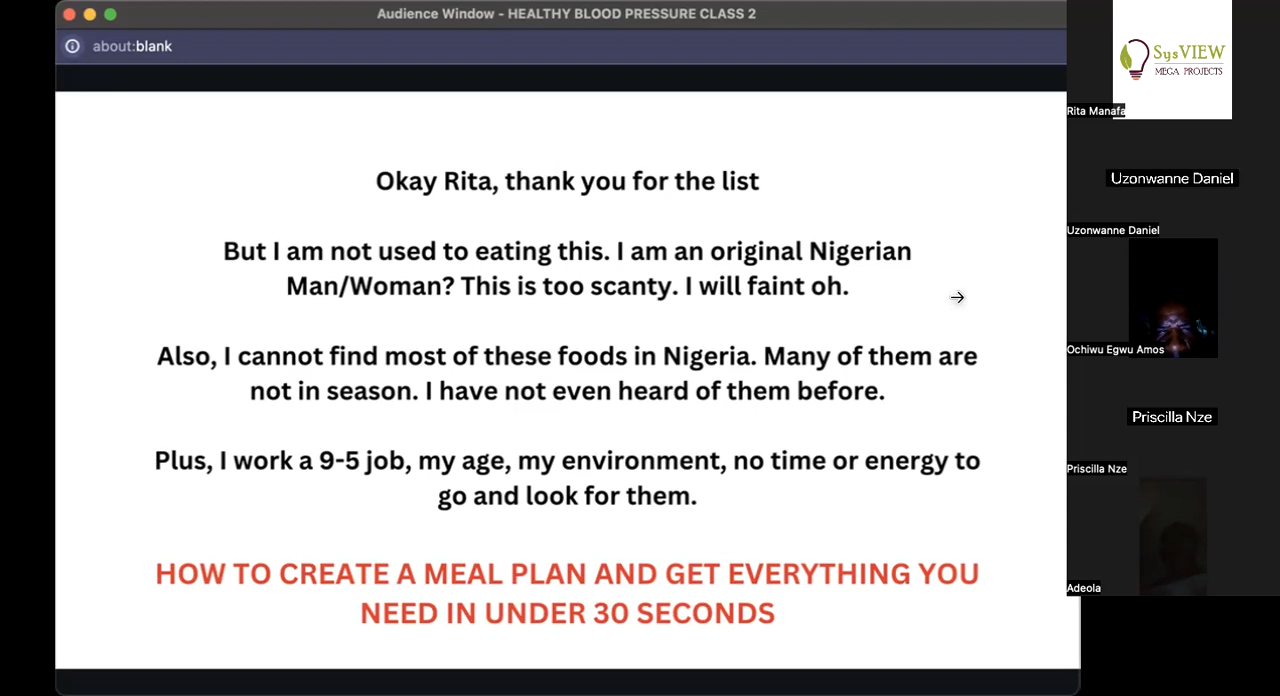 Audience Window - HEALTHY BLOOD PRESSURE CLASS 2
about:blank
Okay Rita, thank you for the list
But I am not used to eating this. I am an original Nigerian
Man/Woman? This is too scanty. I will faint oh.
Also, I cannot find most of these foods in Nigeria. Many of them are
not in season. I have not even heard of them before.
Plus, I work a 9-5 job, my age, my environment, no time or energy to
go and look for them.
HOW TO CREATE A MEAL PLAN AND GET EVERYTHING YOU
NEED IN UNDER 30 SECONDS
SysVIEW
MEGA PROJECTS
Rita Manafa
Uzonwanne Daniel
Uzonwanne Daniel
Ochiwu Egwu Amos
Priscilla Nze
Priscilla Nze
Adeola